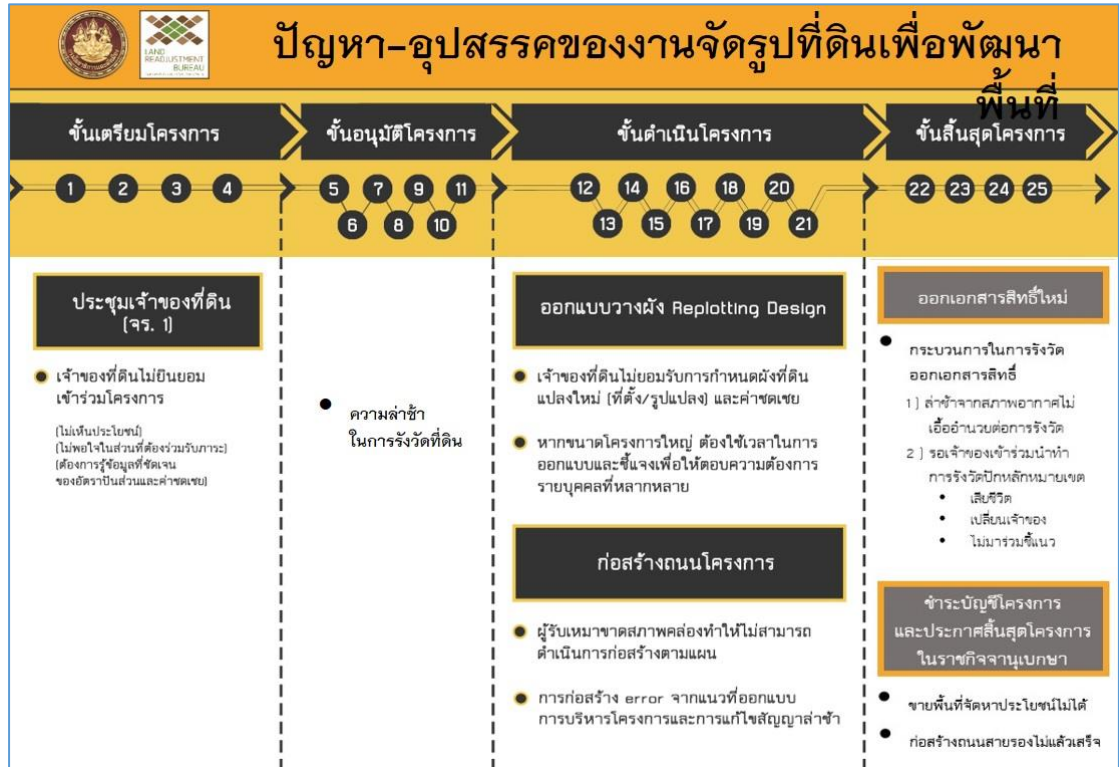 LAND
READJUSTMENT
BUREAU
ปัญหา-อุปสรรคของงานจัดรูปที่ดินเพื่อพัฒนา
พื้นที่
ขั้นเตรียมโครงการ
ขั้นอนุมัติโครงการ
ขั้นดำเนินโครงการ
ขั้นสิ้นสุดโครงการ
1 2 3 4
5 7 9 11
6 8 10
12 14 16 18 20
13 15 17 19 21
22 23 24 25
ประชุมเจ้าของที่ดิน
(จร. 1)
เจ้าของที่ดินไม่ยินยอม
เข้าร่วมโครงการ
(ไม่เห็นประโยชน์)
(ไม่พอใจในส่วนที่ต้องร่วมรับภาระ)
(ต้องการรู้ข้อมูลที่ชัดเจน
ของอัตราปันส่วนและค่าชดเชย)
• ความล่าช้า
ในการรังวัดที่ดิน
ออกแบบวางผัง Replotting Design
เจ้าของที่ดินไม่ยอมรับการกำหนดผังที่ดิน
แปลงใหม่ (ที่ตั้ง/รูปแปลง) และค่าชดเชย
หากขนาดโครงการใหญ่ ต้องใช้เวลาในการ
ออกแบบและชี้แจงเพื่อให้ตอบความต้องการ
รายบุคคลที่หลากหลาย
ก่อสร้างถนนโครงการ
ผู้รับเหมาขาดสภาพคล่องทำให้ไม่สามารถ
ดำเนินการก่อสร้างตามแผน
การก่อสร้าง error จากแนวที่ออกแบบ
การบริหารโครงการและการแก้ไขสัญญาล่าช้า
ออกเอกสารสิทธิ์ใหม่
• กระบวนการในการรังวัด
ออกเอกสารสิทธิ์
1 ) ล่าช้าจากสภาพอากาศไม่
เอื้ออำนวยต่อการรังวัด
2 ) รอเจ้าของเข้าร่วมนำทำ
การรังวัดปักหลักหมายเขต
• เสียชีวิต
• เปลี่ยนเจ้าของ
• ไม่มาร่วมชี้แนว
ชำระบัญชีโครงการ
และประกาศสิ้นสุดโครงการ
ในราชกิจจานุเบกษา
• ขายพื้นที่จัดหาประโยชน์ไม่ได้
• ก่อสร้างถนนสายรองไม่แล้วเสร็จ